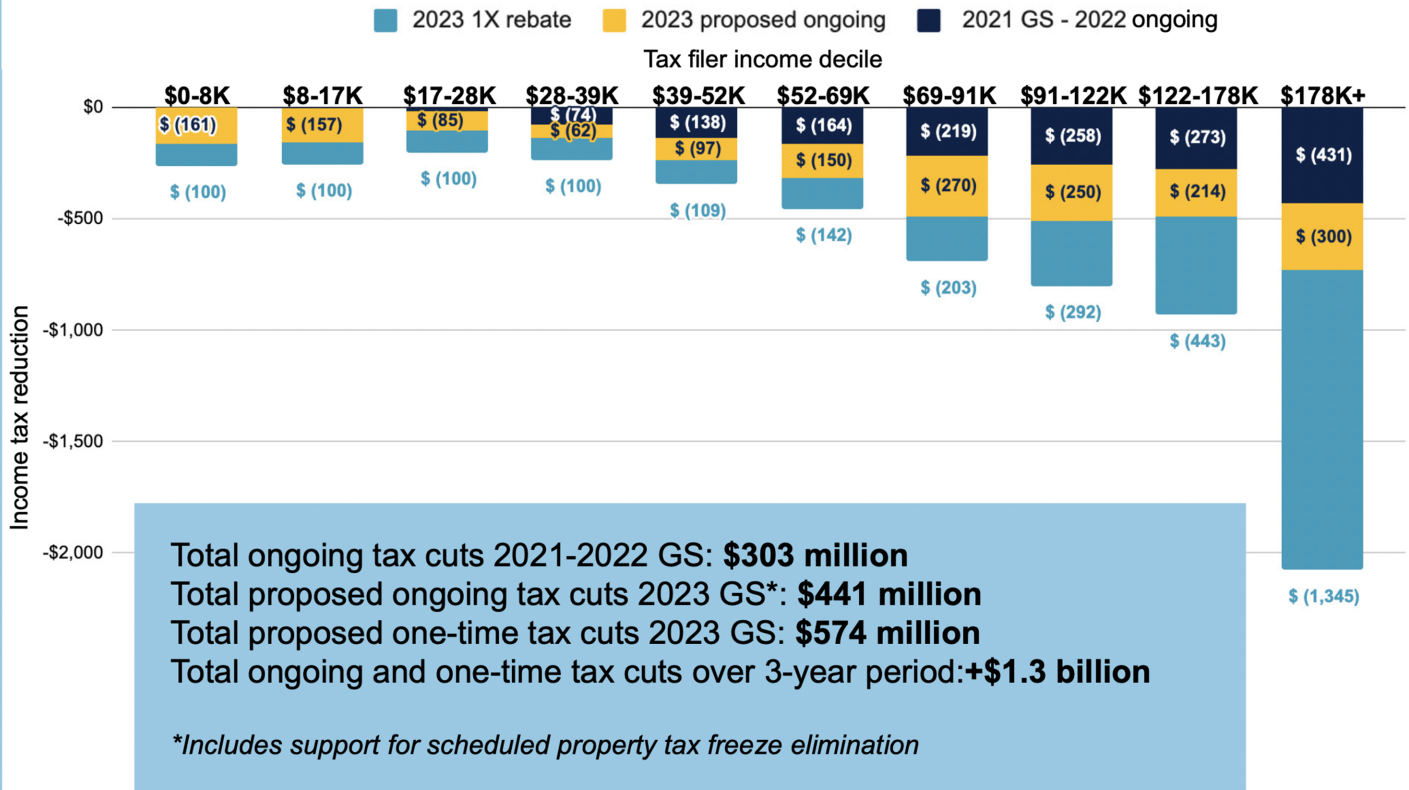 2023 1X rebate 2023 proposed ongoing 2021 GS - 2022 ongoing
Tax filer income decile
$0-8K $8-17K $17-28K $28-39K $39-52K $52-69K $69-91K $91-122K $122-178K $178K+
$0
$ (161) $ (157) $ (85) $ (74) $ (138) $ (164) $ (219) $ (258) $ (273) $ (431)
$ (62) $ (97) $ (150) $ (270) $ (250) $ (214) $ (300)
$ (100) $ (100) $ (100) $ (100) $ (109) $ (142) $ (203) $ (292) $ (443) $ (1,345)
-$500
-$1,000
-$1,500
-$2,000
Income tax reduction
Total ongoing tax cuts 2021-2022 GS: $303 million
Total proposed ongoing tax cuts 2023 GS*: $441 million
Total proposed one-time tax cuts 2023 GS: $574 million
Total ongoing and one-time tax cuts over 3-year period:+$1.3 billion
*Includes support for scheduled property tax freeze elimination